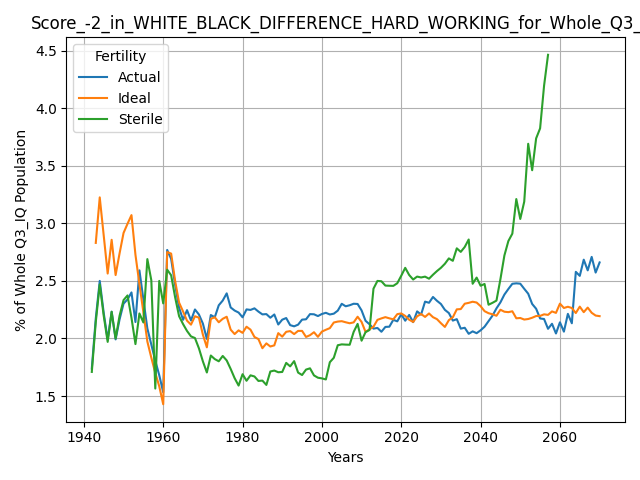 Score_-2_in_WHITE_BLACK_DIFFERENCE_HARD_WORKING_for_Whole_Q3_
Fertility
Actual
Ideal
Sterile
% of Whole Q3_IQ Population
4.5
4.0
3.5
3.0
2.5
2.0
1.5
1940 1960 1980 2000 2020 2040 2060
Years